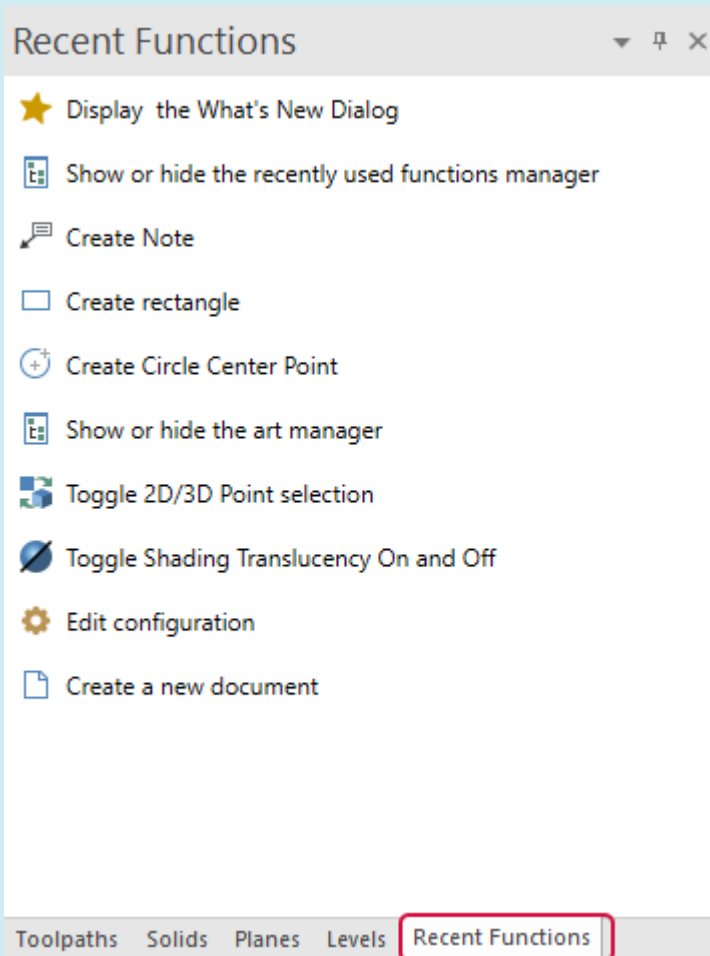 Recent Functions
Display  the What's New Dialog
Show or hide the recently used functions manager
Create Note
Create rectangle
Create Circle Center Point
Show or hide the art manager
Toggle 2D/3D Point selection
Toggle Shading Translucency On and Off
Edit configuration
Create a new document
Toolpaths Solids Planes Levels Recent Functions